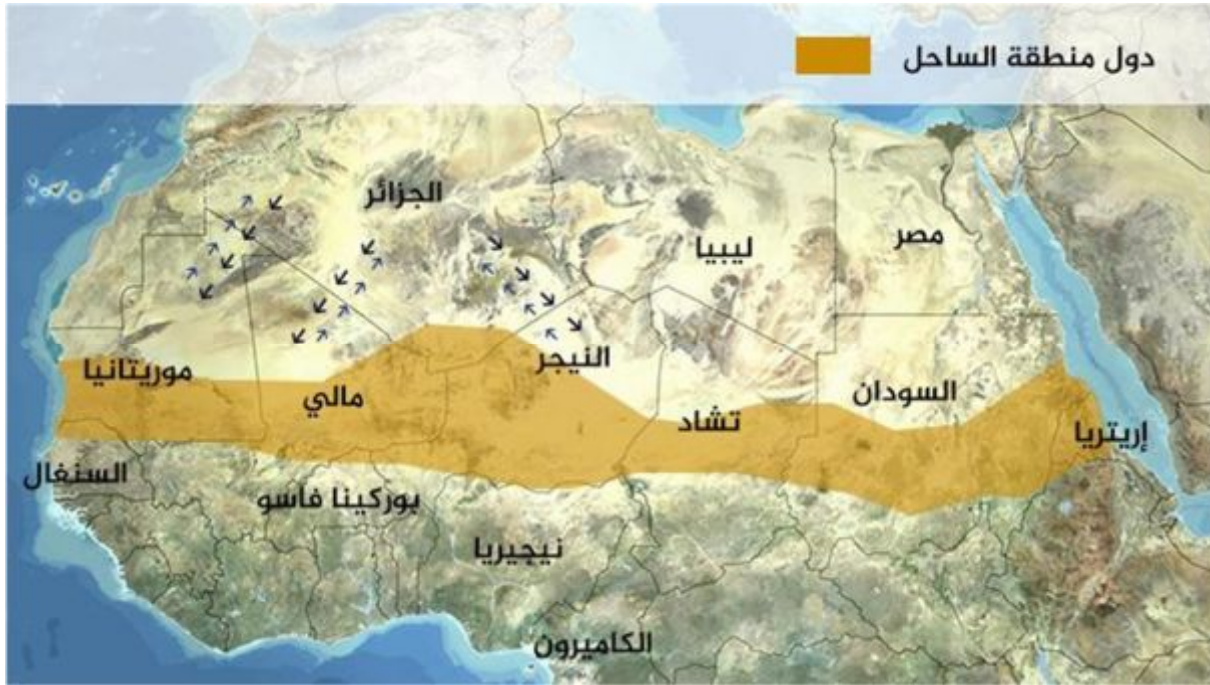 دول منطقة الساحل
الجزائر
مصر
ليبيا
النيجر
موريتانيا
السودان
مالي
تشاد
إريتريا
السنغال
بوركينا فاسو
نيجيريا
الكاميرون